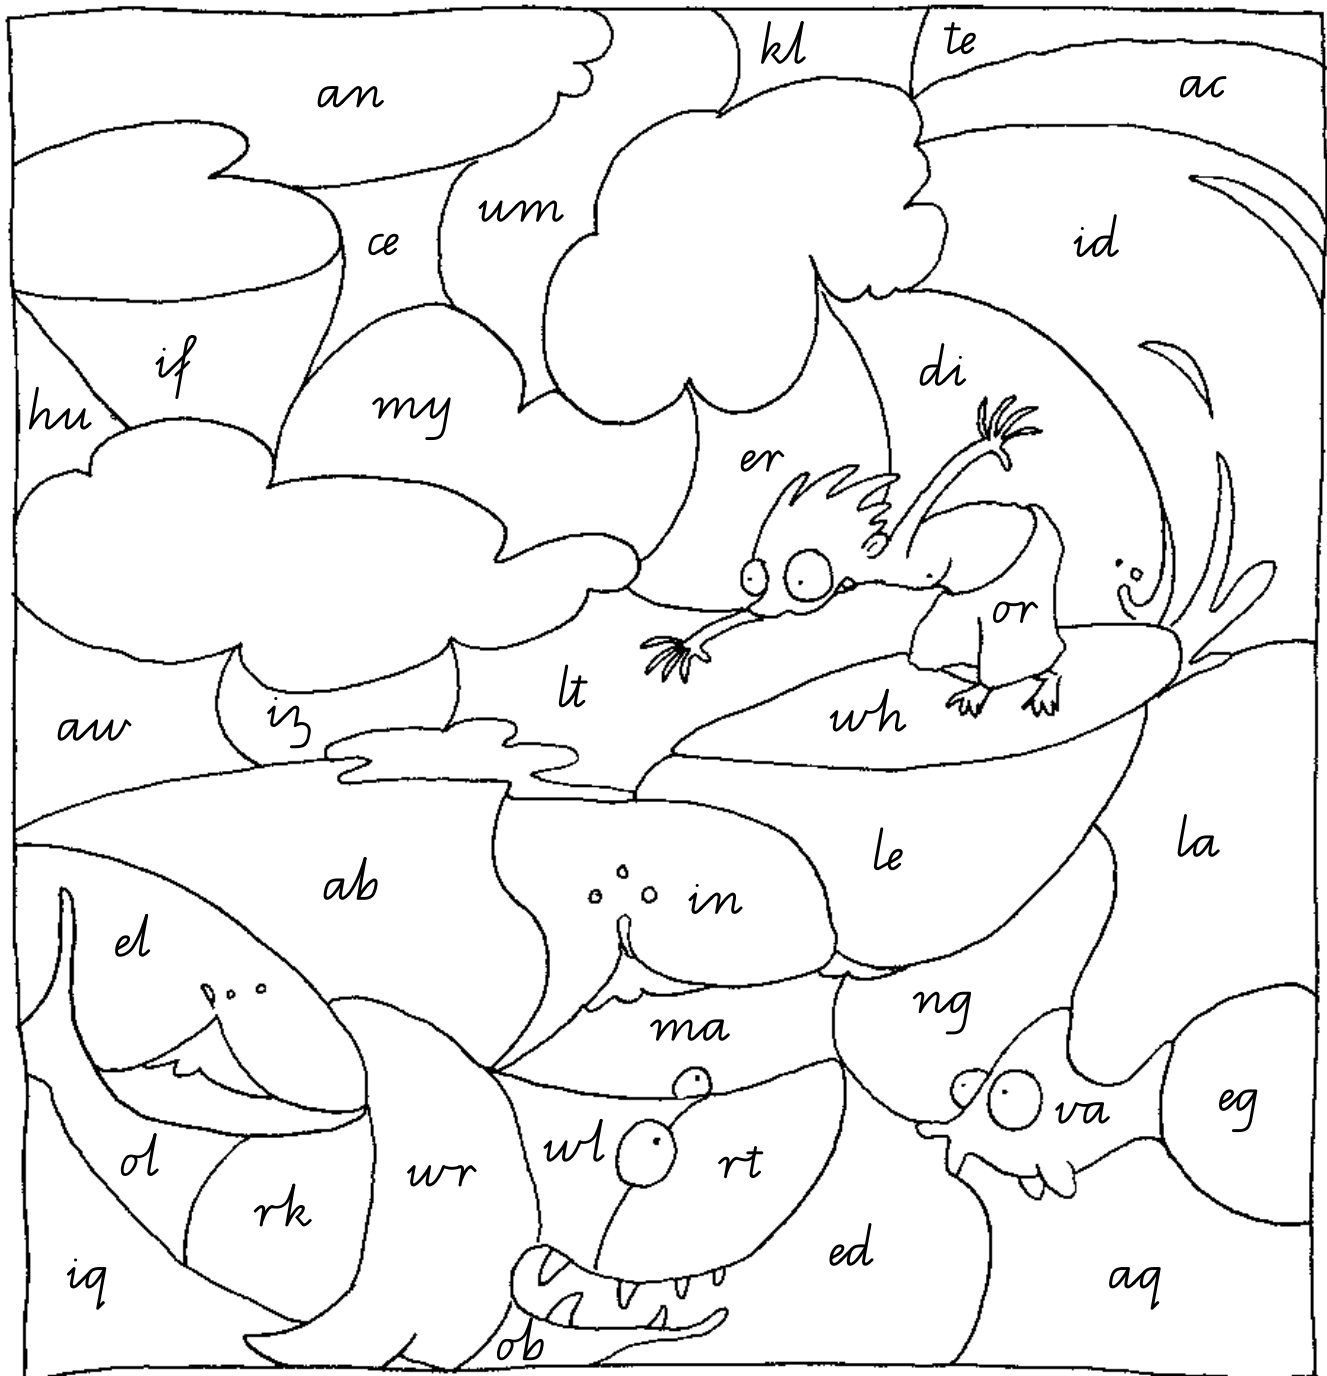 kl
te
ac
an
um
ce
id
if
hu
my
di
er
or
lt
wh
aw
iz
ab
le
la
in
el
ng
ma
va
eg
ol
wl
rt
wr
rk
ed
iq
aq
ob